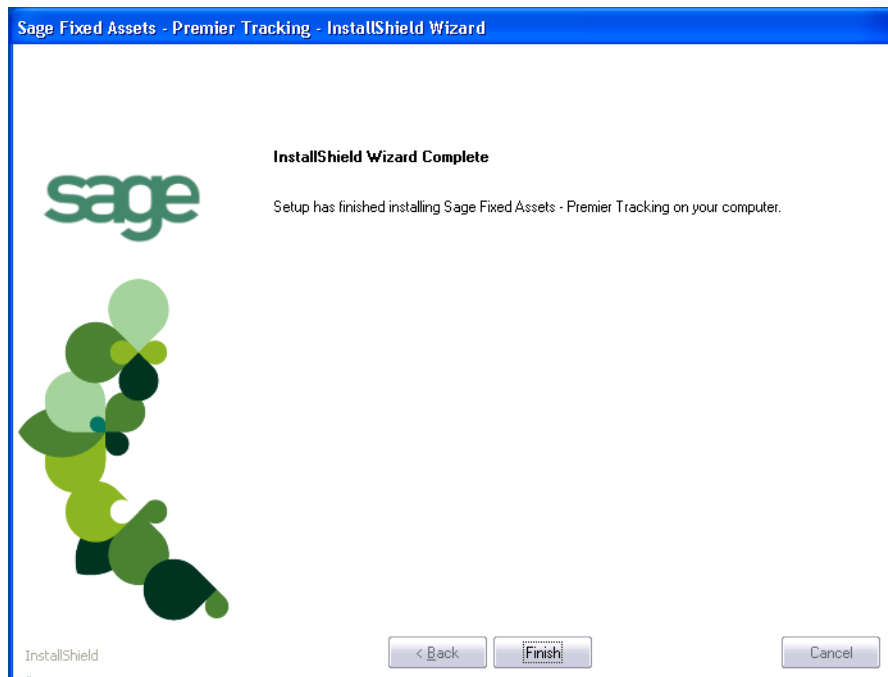 Sage Fixed Assets - Premier Tracking - InstallShield Wizard
InstallShield Wizard Complete
sage
Setup has finished installing Sage Fixed Assets - Premier Tracking on your computer.
InstallShield
< Back
Finish
Cancel